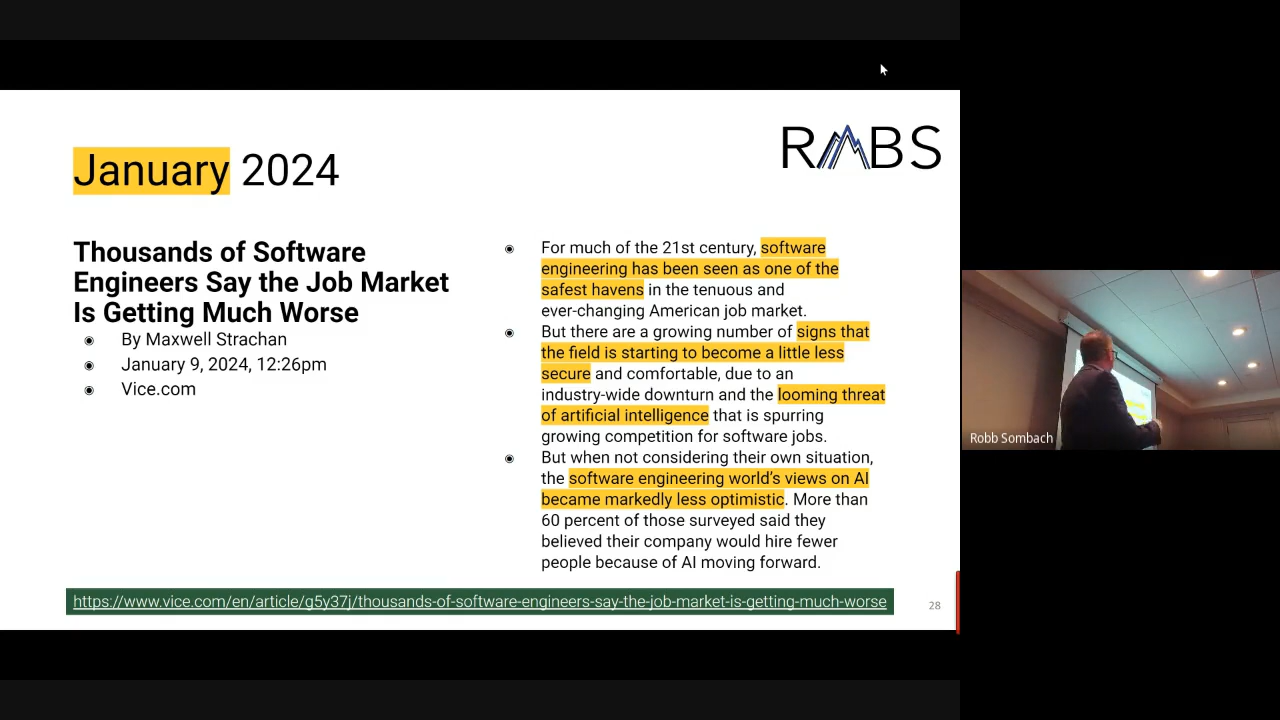 January 2024
RMBS
Thousands of Software
Engineers Say the Job Market
Is Getting Much Worse
◉ By Maxwell Strachan
◉ January 9, 2024, 12:26pm
◉ Vice.com
◉ For much of the 21st century, software
engineering has been seen as one of the
safest havens in the tenuous and
ever-changing American job market.
◉ But there are a growing number of signs that
the field is starting to become a little less
secure and comfortable, due to an
industry-wide downturn and the looming threat
of artificial intelligence that is spurring
growing competition for software jobs.
◉ But when not considering their own situation,
the software engineering world’s views on AI
became markedly less optimistic. More than
60 percent of those surveyed said they
believed their company would hire fewer
people because of AI moving forward.
https://www.vice.com/en/article/g5y37j/thousands-of-software-engineers-say-the-job-market-is-getting-much-worse
28
Robb Sombach